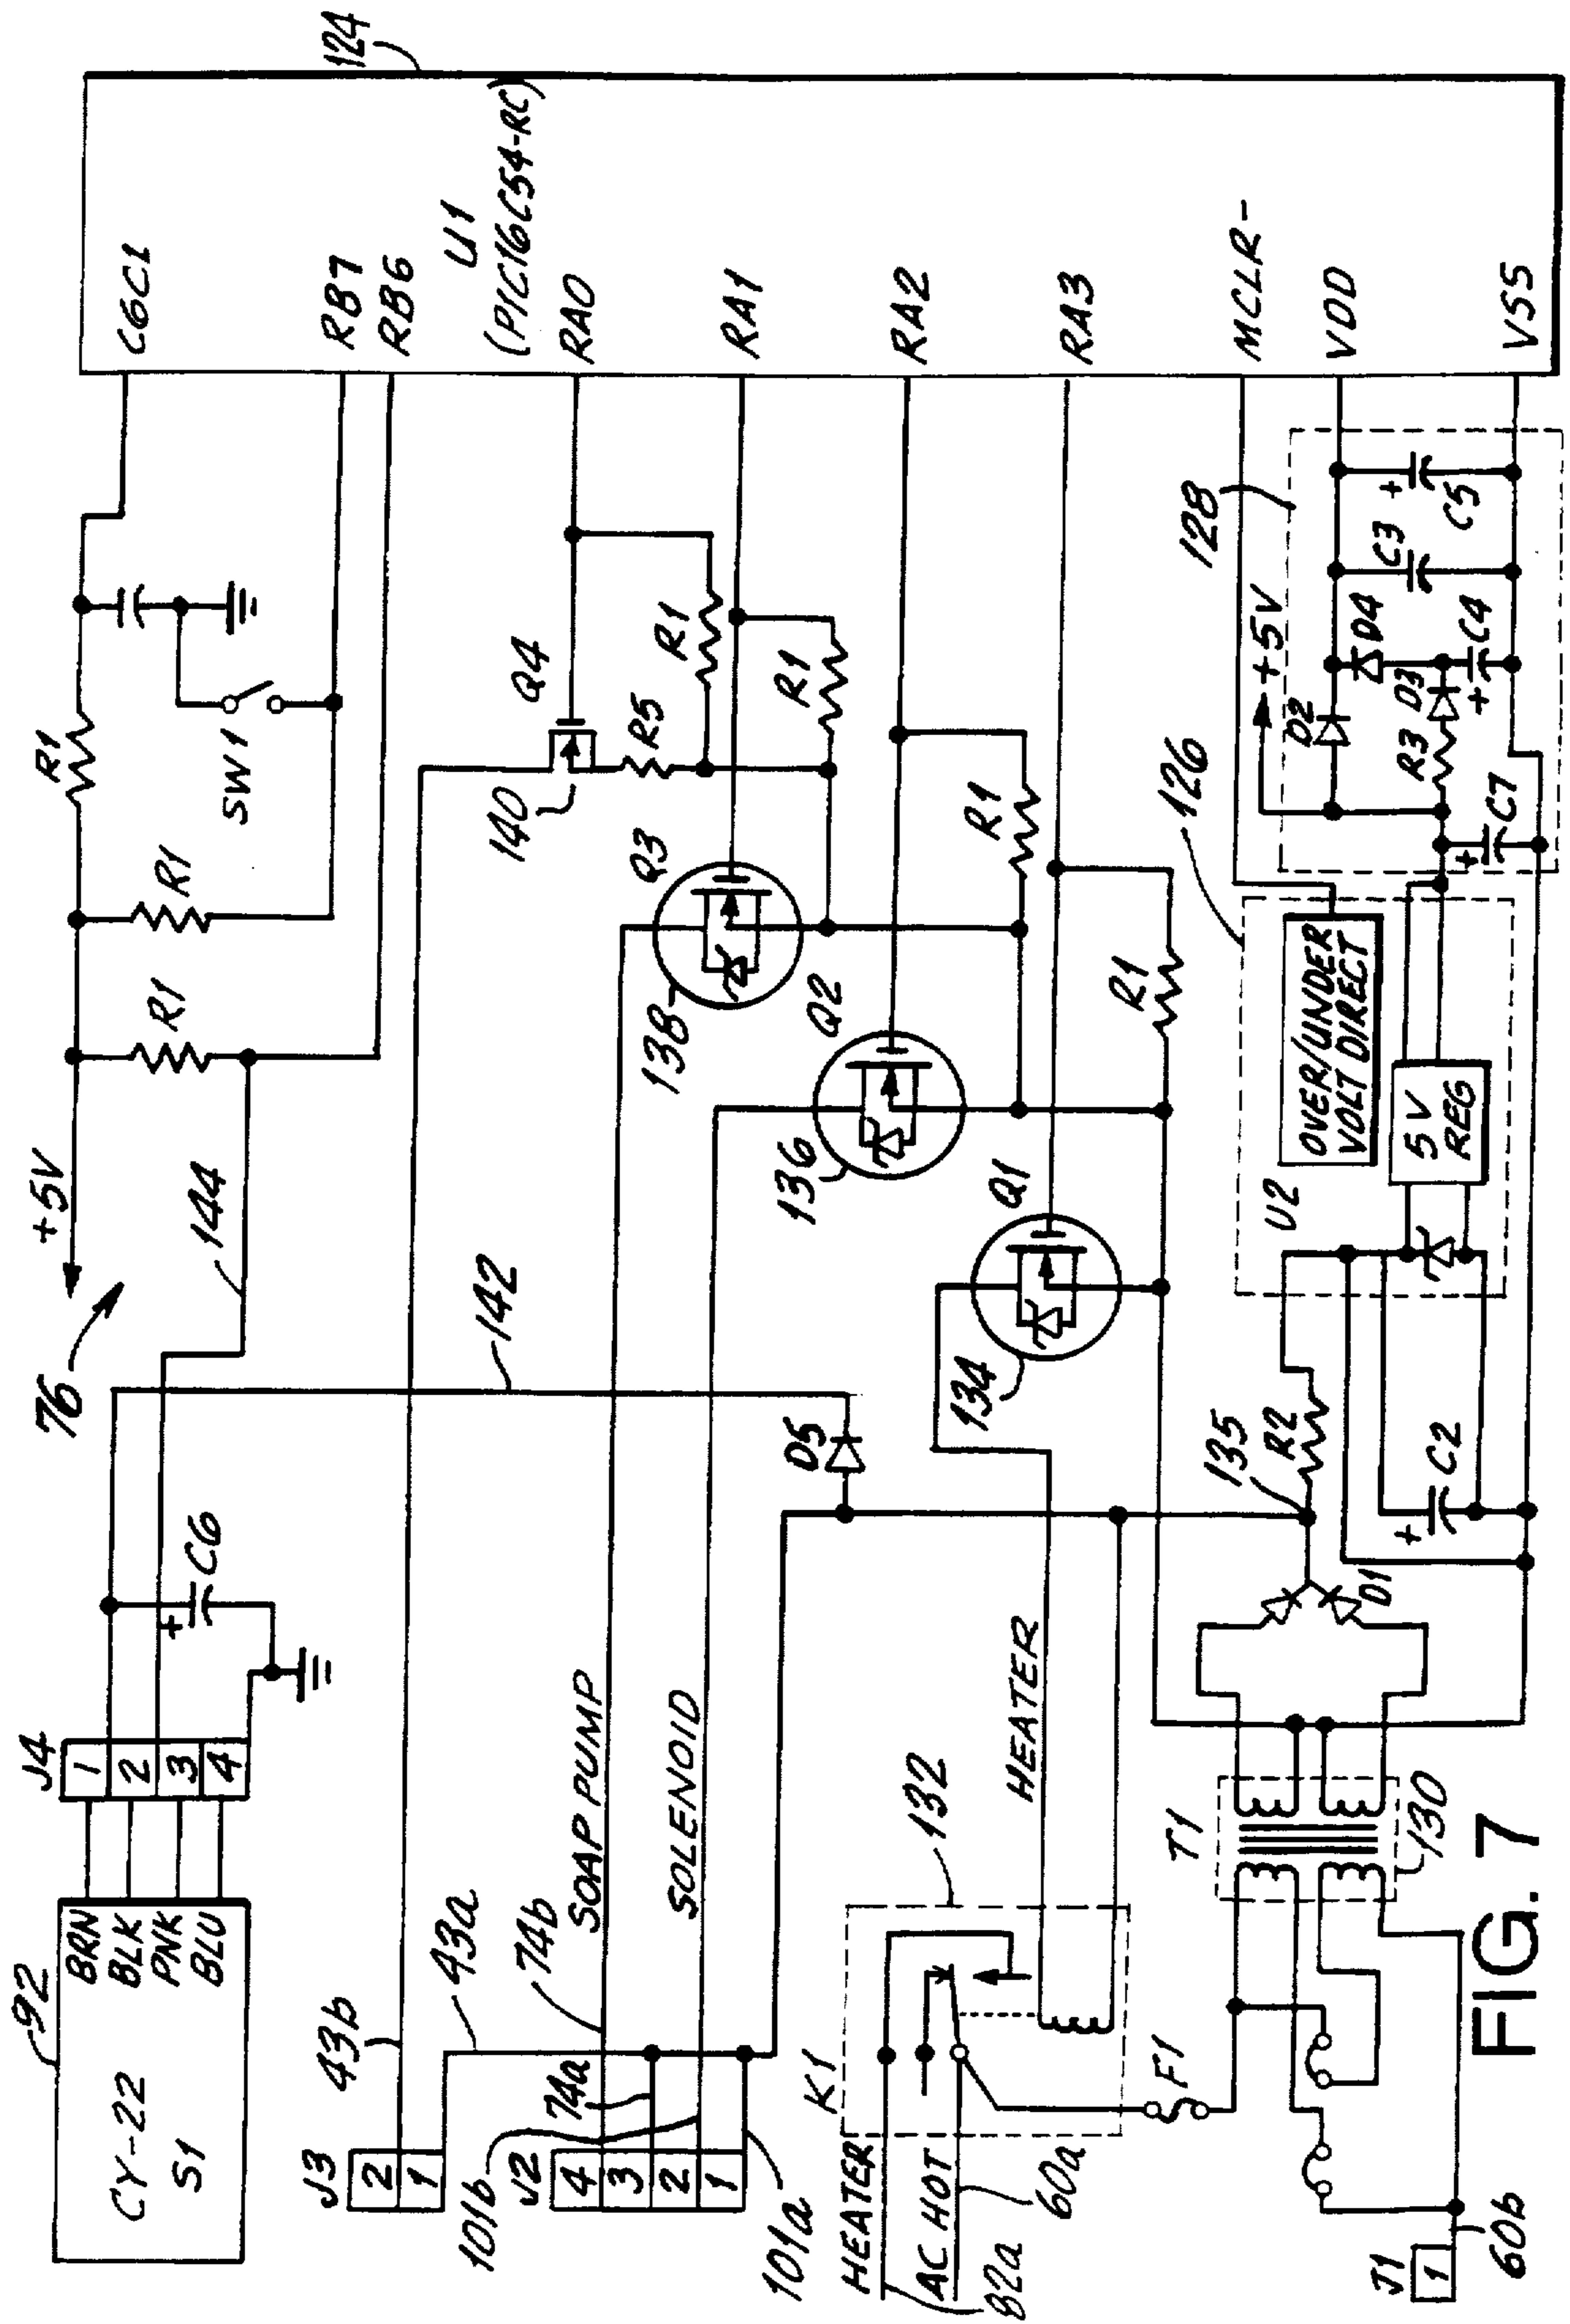 124
C6C1
RB7
RB6
U1
(PIC16C54-RC)
RA0
RA1
RA2
RA3
MCLR-
VDD
VSS
R1
SW1
R1
R1
+5V
76
144
Q4
140
R5
R1
R1
Q3
138
Q2
136
R1
Q1
134
R1
142
D5
135
R2
128
+5V
D2
D4
C3
+
C5
R3
D3
+
C4
+
C7
126
OVER/UNDER
VOLT DIRECT
5V
REG
U2
+
C2
D1
92
CY-22
S1
BRN
BLK
PNK
BLU
J4
1
2
3
4
+
C6
43b
43a
J3
2
1
SOAP PUMP
SOLENOID
74b
74a
101b
J2
4
3
2
1
101a
HEATER
132
K1
HEATER
AC HOT
82a
60a
F1
T1
130
J1
1
60b
FIG. 7